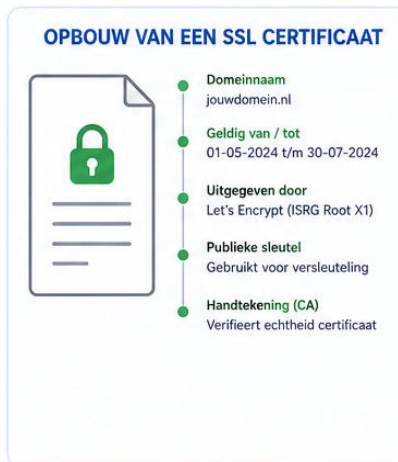 OPBOUW VAN EEN SSL CERTIFICAAT
Domeinnaam
jouwdomein.nl
Geldig van / tot
01-05-2024 t/m 30-07-2024
Uitgegeven door
Let's Encrypt (ISRG Root X1)
Publieke sleutel
Gebruikt voor versleuteling
Handtekening (CA)
Verifieert echtheid certificaat